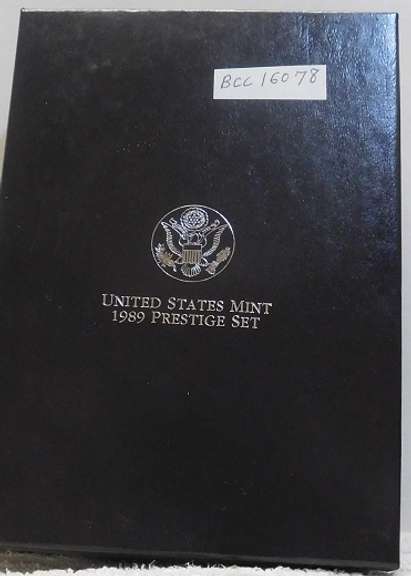 BCC 16078
UNITED STATES MINT
1989 PRESTIGE SET